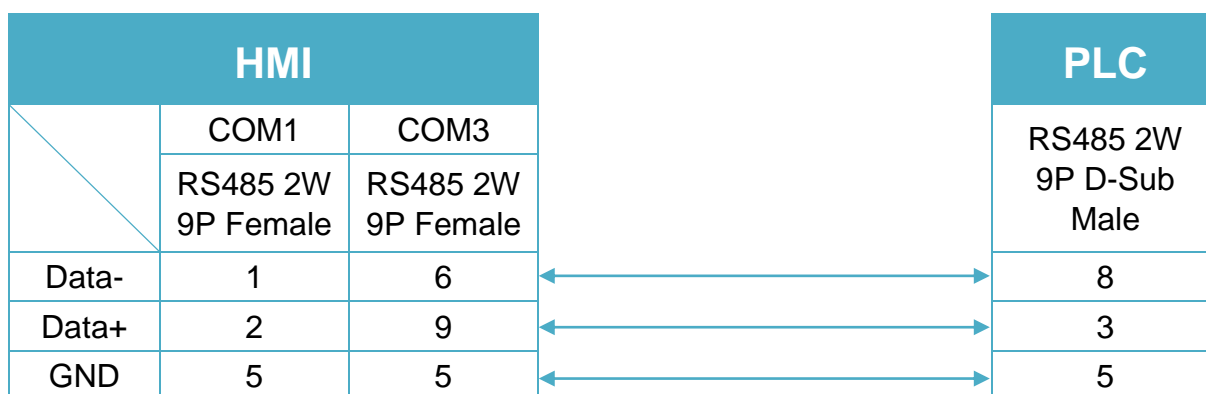 HMI
PLC
COM1
COM3
RS485 2W
9P D-Sub
Male
RS485 2W
9P Female
RS485 2W
9P Female
Data-
1
6
8
Data+
2
9
3
GND
5
5
5